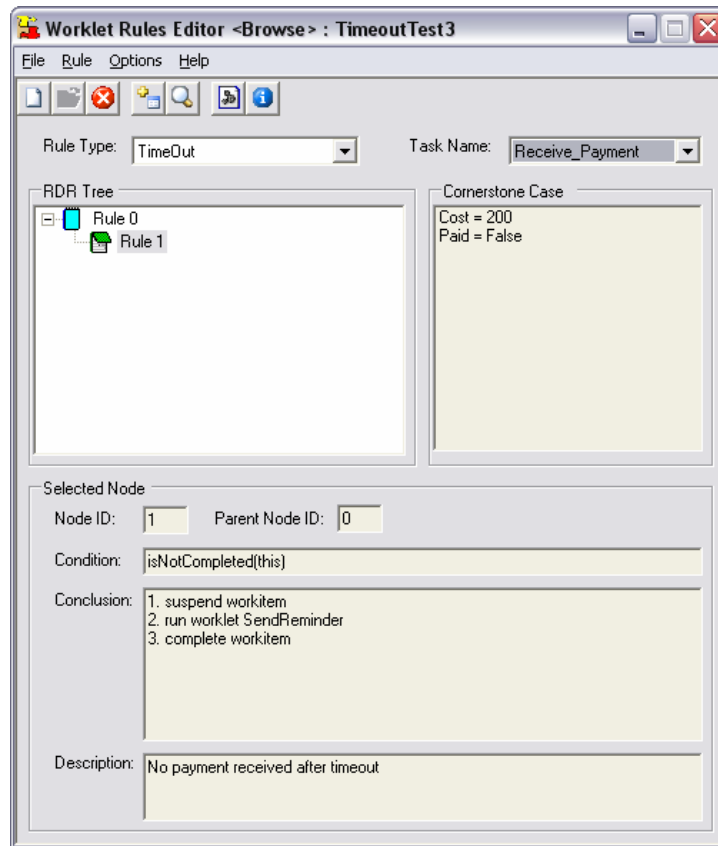 Worklet Rules Editor <Browse> : TimeoutTest3
File Rule Options Help
Rule Type: TimeOut Task Name: Receive_Payment
RDR Tree
Rule 0
Rule 1
Cornerstone Case
Cost = 200
Paid = False
Selected Node
Node ID: 1 Parent Node ID: 0
Condition: isNotCompleted(this)
Conclusion: 1. suspend workitem
2. run worklet SendReminder
3. complete workitem
Description: No payment received after timeout